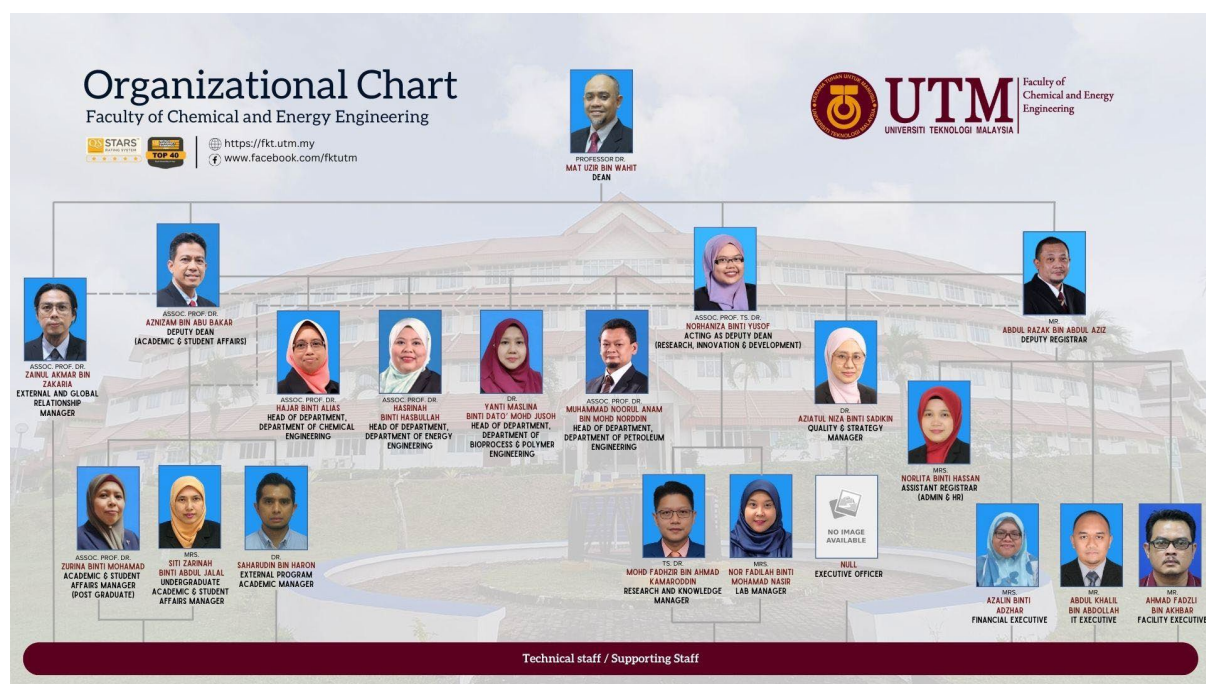 Organizational Chart
Faculty of Chemical and Energy Engineering
QS STARS
RATING SYSTEM
TOP 40
https://fkt.utm.my
www.facebook.com/fktutm
UTM
UNIVERSITI TEKNOLOGI MALAYSIA
Faculty of
Chemical and Energy
Engineering
PROFESSOR DR.
MAT UZIR BIN WAHIT
DEAN
ASSOC. PROF. DR.
AZNIZAM BIN ABU BAKAR
DEPUTY DEAN
(ACADEMIC & STUDENT AFFAIRS)
ASSOC. PROF. TS. DR.
NORHANIZA BINTI YUSOF
ACTING AS DEPUTY DEAN
(RESEARCH, INNOVATION & DEVELOPMENT)
MR.
ABDUL RAZAK BIN ABDUL AZIZ
DEPUTY REGISTRAR
ASSOC. PROF. DR.
ZAINUL AKMAR BIN
ZAKARIA
EXTERNAL AND GLOBAL
RELATIONSHIP
MANAGER
ASSOC. PROF. DR.
HAJAR BINTI ALIAS
HEAD OF DEPARTMENT,
DEPARTMENT OF CHEMICAL
ENGINEERING
ASSOC. PROF. DR.
HASRINAH
BINTI HASBULLAH
HEAD OF DEPARTMENT,
DEPARTMENT OF ENERGY
ENGINEERING
DR.
YANTI MASLINA
BINTI DATO' MOHD JUSOH
HEAD OF DEPARTMENT,
DEPARTMENT OF
BIOPROCESS & POLYMER
ENGINEERING
ASSOC. PROF. DR.
MUHAMMAD NOORUL ANAM
BIN MOHD NORDDIN
HEAD OF DEPARTMENT,
DEPARTMENT OF PETROLEUM
ENGINEERING
DR.
AZIATUL NIZA BINTI SADIKIN
QUALITY & STRATEGY
MANAGER
MRS.
NORLITA BINTI HASSAN
ASSISTANT REGISTRAR
(ADMIN & HR)
ASSOC. PROF. DR.
ZURINA BINTI MOHAMAD
ACADEMIC & STUDENT
AFFAIRS MANAGER
(POST GRADUATE)
MRS.
SITI ZARINAH
BINTI ABDUL JALAL
UNDERGRADUATE
ACADEMIC & STUDENT
AFFAIRS MANAGER
DR.
SAHARUDIN BIN HARON
EXTERNAL PROGRAM
ACADEMIC MANAGER
TS. DR.
MOHD FADHZIR BIN AHMAD
KAMARODDIN
RESEARCH AND KNOWLEDGE
MANAGER
MRS.
NOR FADILAH BINTI
MOHAMAD NASIR
LAB MANAGER
NO IMAGE
AVAILABLE
NULL
EXECUTIVE OFFICER
MRS.
AZALIN BINTI
ADZHAR
FINANCIAL EXECUTIVE
MR.
ABDUL KHALIL
BIN ABDOLLAH
IT EXECUTIVE
MR.
AHMAD FADZLI
BIN AKHBAR
FACILITY EXECUTIVE
Technical staff / Supporting Staff